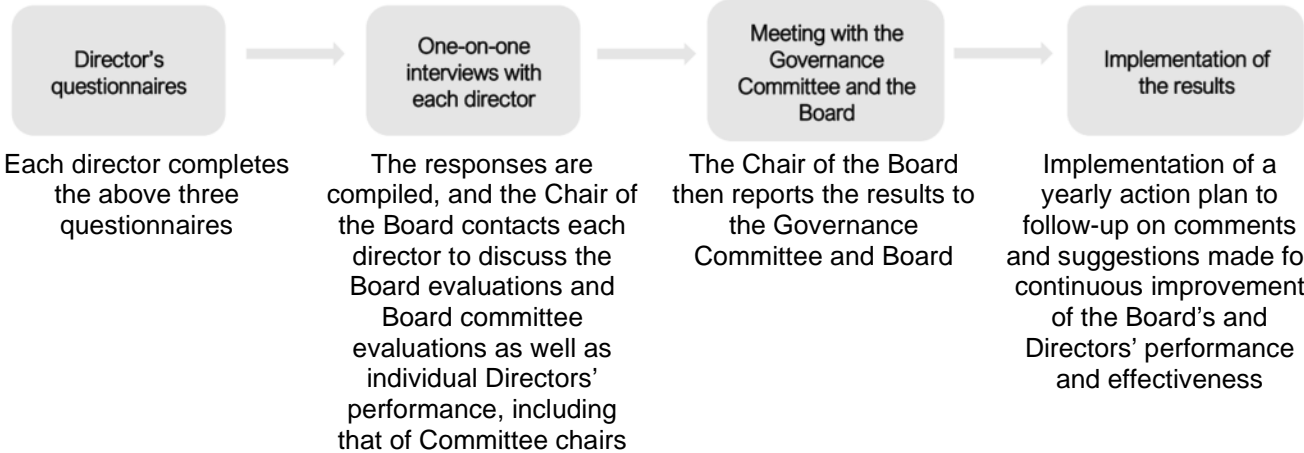 Director's
questionnaires
One-on-one
interviews with
each director
Meeting with the
Governance
Committee and the
Board
Implementation of
the results
Each director completes
the above three
questionnaires
The responses are
compiled, and the Chair of
the Board contacts each
director to discuss the
Board evaluations and
Board committee
evaluations as well as
individual Directors’
performance, including
that of Committee chairs
The Chair of the Board
then reports the results to
the Governance
Committee and Board
Implementation of a
yearly action plan to
follow-up on comments
and suggestions made fo
continuous improvement
of the Board’s and
Directors’ performance
and effectiveness